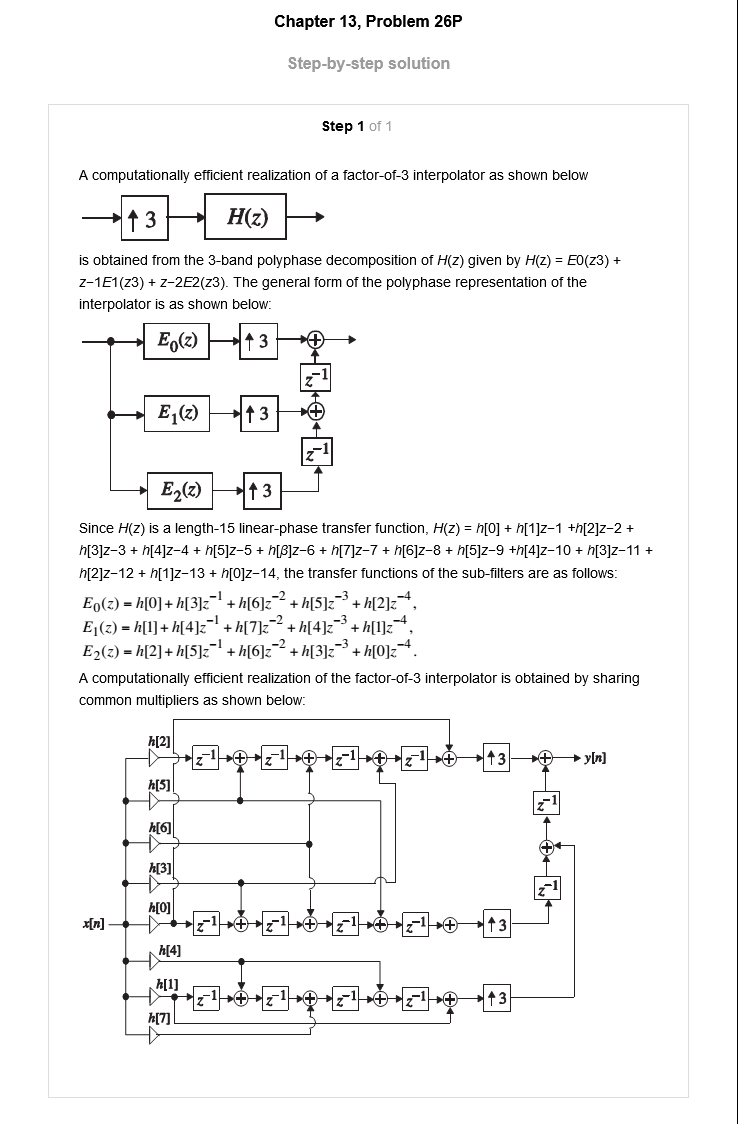 Chapter 13, Problem 26P
Step-by-step solution
Step 1 of 1
A computationally efficient realization of a factor-of-3 interpolator as shown below
↑ 3 H(z)
is obtained from the 3-band polyphase decomposition of H(z) given by H(z) = E0(z3) +
z−1E1(z3) + z−2E2(z3). The general form of the polyphase representation of the
interpolator is as shown below:
E₀(z) ↑ 3 +
z⁻¹
E₁(z) ↑ 3 +
z⁻¹
E₂(z) ↑ 3
Since H(z) is a length-15 linear-phase transfer function, H(z) = h[0] + h[1]z−1 +h[2]z−2 +
h[3]z−3 + h[4]z−4 + h[5]z−5 + h[β]z−6 + h[7]z−7 + h[6]z−8 + h[5]z−9 +h[4]z−10 + h[3]z−11 +
h[2]z−12 + h[1]z−13 + h[0]z−14, the transfer functions of the sub-filters are as follows:
E₀(z) = h[0] + h[3]z⁻¹ + h[6]z⁻² + h[5]z⁻³ + h[2]z⁻⁴,
E₁(z) = h[1] + h[4]z⁻¹ + h[7]z⁻² + h[4]z⁻³ + h[1]z⁻⁴,
E₂(z) = h[2] + h[5]z⁻¹ + h[6]z⁻² + h[3]z⁻³ + h[0]z⁻⁴.
A computationally efficient realization of the factor-of-3 interpolator is obtained by sharing
common multipliers as shown below:
h[2]
z⁻¹ + z⁻¹ + z⁻¹ + z⁻¹ + ↑3 + y[n]
h[5]
z⁻¹
h[6]
+
h[3]
z⁻¹
h[0]
x[n] z⁻¹ + z⁻¹ + z⁻¹ + z⁻¹ + ↑3
h[4]
h[1]
z⁻¹ + z⁻¹ + z⁻¹ + z⁻¹ + ↑3
h[7]